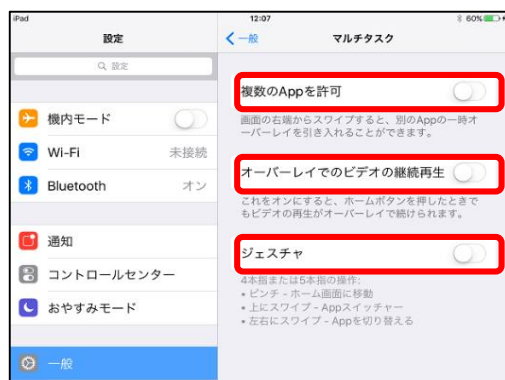 iPad
12:07
60%
設定
設定
機内モード
Wi-Fi
未接続
Bluetooth
オン
通知
コントロールセンター
おやすみモード
一般
一般
マルチタスク
複数のAppを許可
画面の右端からスワイプすると、別のAppの一時オ
ーバーレイを引き入れることができます。
オーバーレイでのビデオの継続再生
これをオンにすると、ホームボタンを押したときで
もビデオの再生がオーバーレイで続けられます。
ジェスチャ
4本指または5本指の操作:
• ピンチ - ホーム画面に移動
• 上にスワイプ - Appスイッチャー
• 左右にスワイプ - Appを切り替える